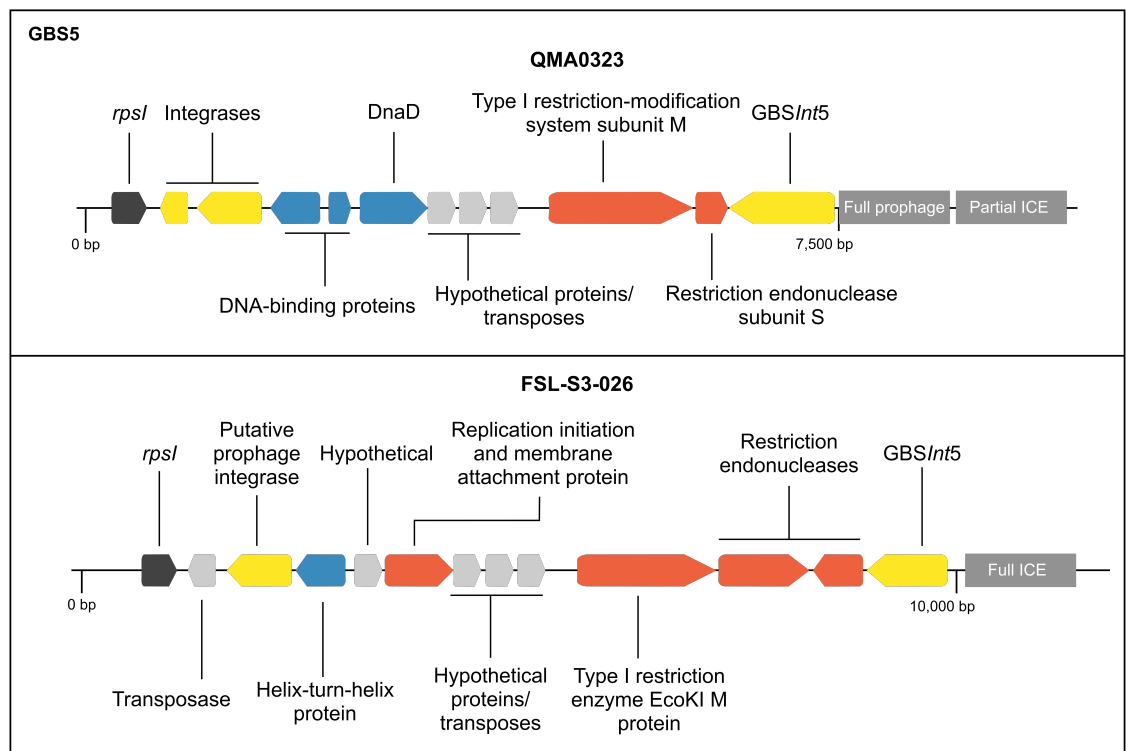 GBS5
QMA0323
rpsI
Integrases
DnaD
Type I restriction-modification
system subunit M
GBSInt5
Full prophage
Partial ICE
0 bp
7,500 bp
DNA-binding proteins
Hypothetical proteins/
transposes
Restriction endonuclease
subunit S
FSL-S3-026
rpsI
Putative
prophage
integrase
Hypothetical
Replication initiation
and membrane
attachment protein
Restriction
endonucleases
GBSInt5
Full ICE
0 bp
10,000 bp
Transposase
Helix-turn-helix
protein
Hypothetical
proteins/
transposes
Type I restriction
enzyme EcoKI M
protein